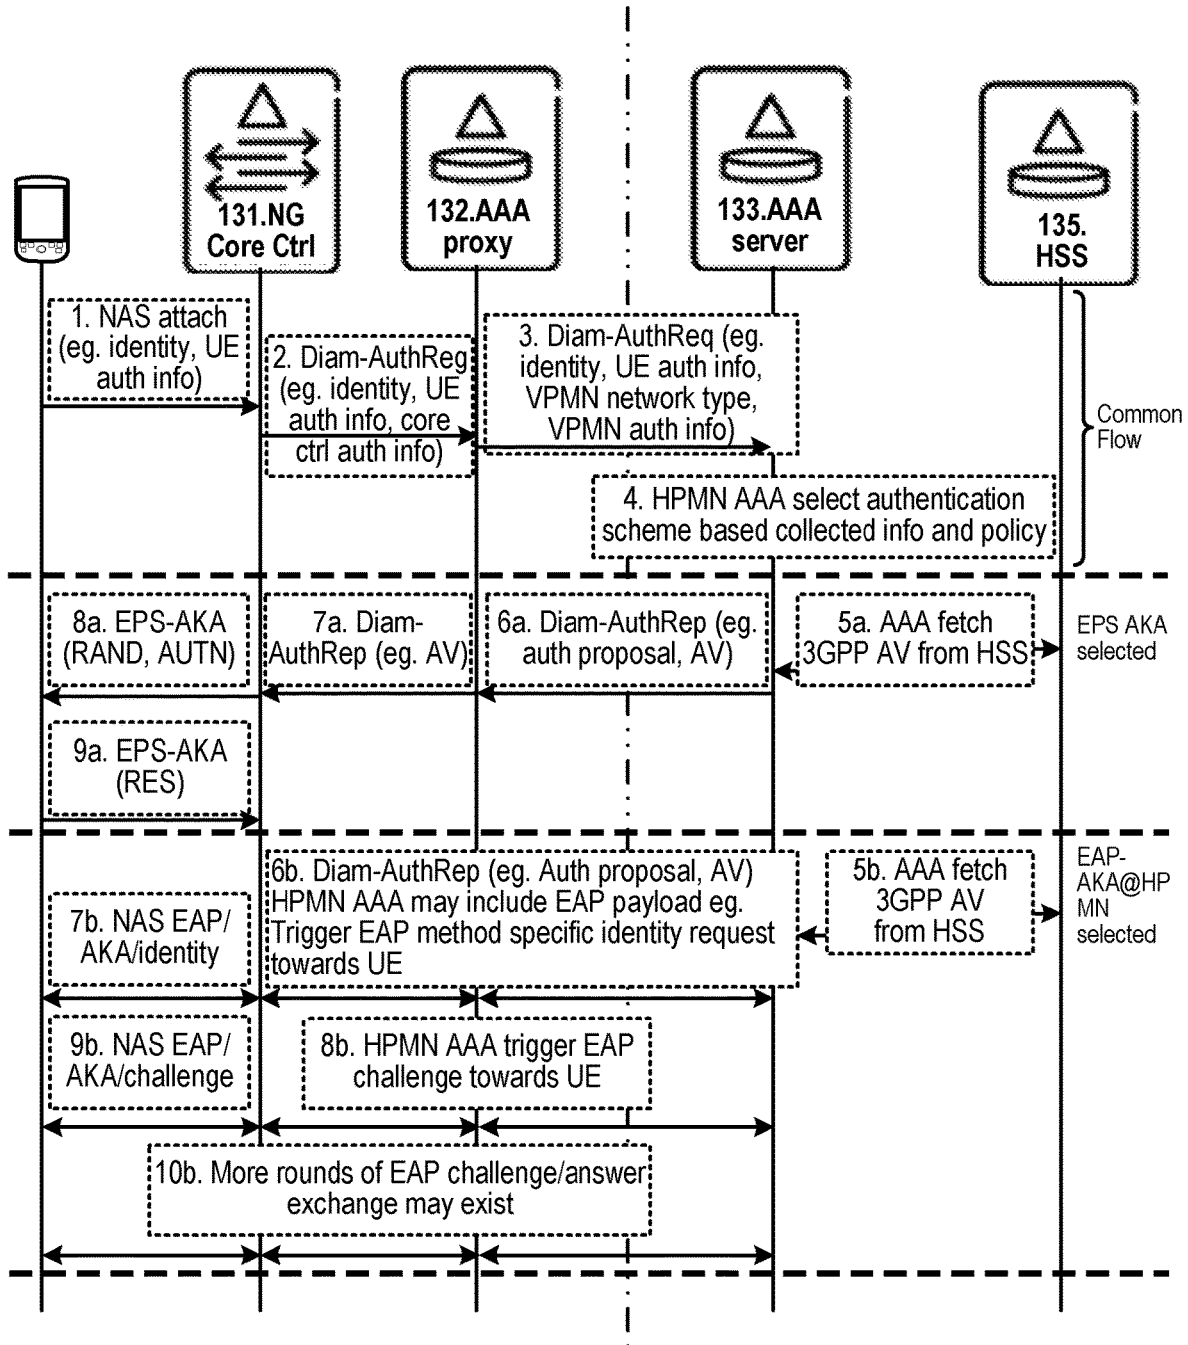 131.NG
Core Ctrl
132.AAA
proxy
133.AAA
server
135.
HSS
1. NAS attach
(eg. identity, UE
auth info)
2. Diam-AuthReg
(eg. identity, UE
auth info, core
ctrl auth info)
3. Diam-AuthReq (eg.
identity, UE auth info,
VPMN network type,
VPMN auth info)
Common
Flow
4. HPMN AAA select authentication
scheme based collected info and policy
8a. EPS-AKA
(RAND, AUTN)
7a. Diam-
AuthRep (eg. AV)
6a. Diam-AuthRep (eg.
auth proposal, AV)
5a. AAA fetch
3GPP AV from HSS
EPS AKA
selected
9a. EPS-AKA
(RES)
6b. Diam-AuthRep (eg. Auth proposal, AV)
HPMN AAA may include EAP payload eg.
Trigger EAP method specific identity request
towards UE
5b. AAA fetch
3GPP AV
from HSS
EAP-
AKA@HP
MN
selected
7b. NAS EAP/
AKA/identity
9b. NAS EAP/
AKA/challenge
8b. HPMN AAA trigger EAP
challenge towards UE
10b. More rounds of EAP challenge/answer
exchange may exist